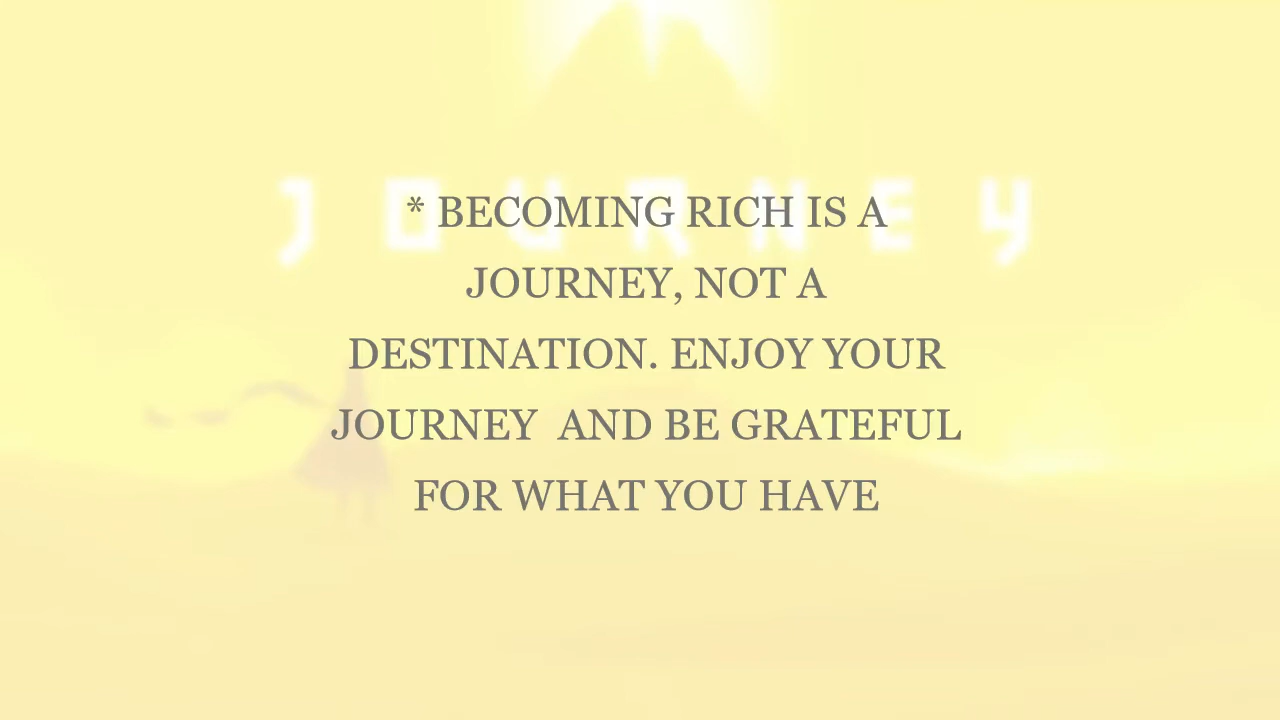 JOURNEY
* BECOMING RICH IS A
JOURNEY, NOT A
DESTINATION. ENJOY YOUR
JOURNEY  AND BE GRATEFUL
FOR WHAT YOU HAVE